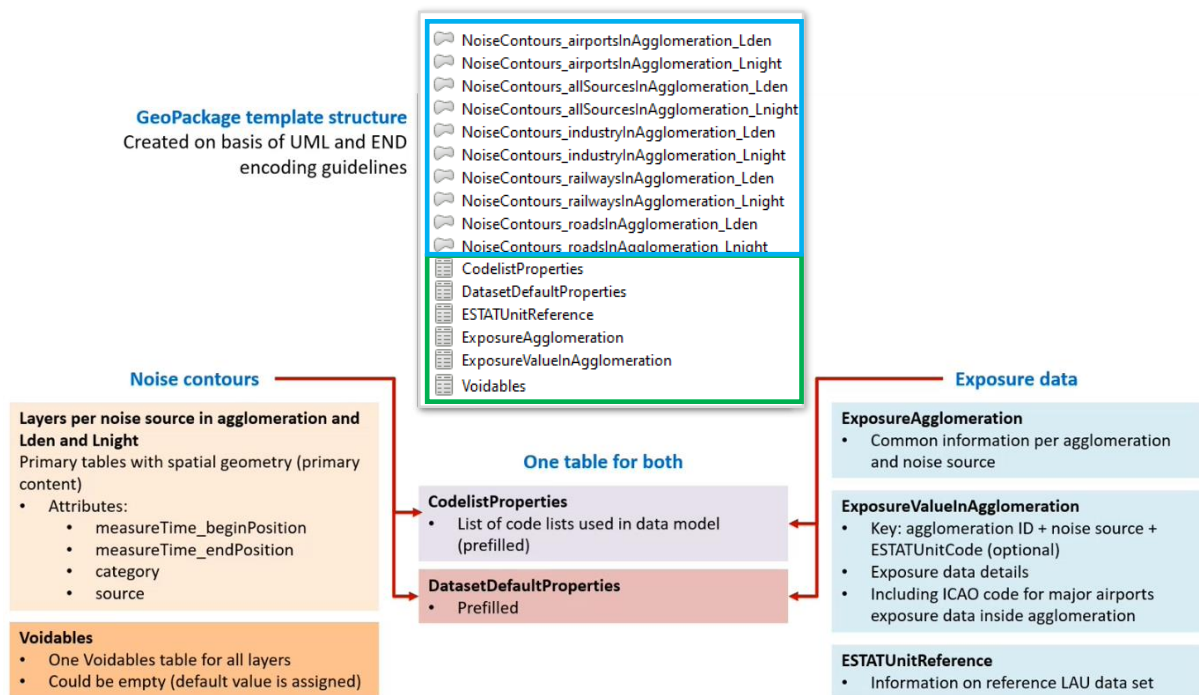 NoiseContours_airportsInAgglomeration_Lden
NoiseContours_airportsInAgglomeration_Lnight
NoiseContours_allSourcesInAgglomeration_Lden
NoiseContours_allSourcesInAgglomeration_Lnight
NoiseContours_industryInAgglomeration_Lden
NoiseContours_industryInAgglomeration_Lnight
NoiseContours_railwaysInAgglomeration_Lden
NoiseContours_railwaysInAgglomeration_Lnight
NoiseContours_roadsInAgglomeration_Lden
NoiseContours_roadsInAgglomeration_Lnight
CodelistProperties
DatasetDefaultProperties
ESTATUnitReference
ExposureAgglomeration
ExposureValueInAgglomeration
Voidables
GeoPackage template structure
Created on basis of UML and END
encoding guidelines
Noise contours
Layers per noise source in agglomeration and
Lden and Lnight
Primary tables with spatial geometry (primary
content)
• Attributes:
• measureTime_beginPosition
• measureTime_endPosition
• category
• source
Voidables
• One Voidables table for all layers
• Could be empty (default value is assigned)
One table for both
CodelistProperties
• List of code lists used in data model
(prefilled)
DatasetDefaultProperties
• Prefilled
Exposure data
ExposureAgglomeration
• Common information per agglomeration
and noise source
ExposureValueInAgglomeration
• Key: agglomeration ID + noise source +
ESTATUnitCode (optional)
• Exposure data details
• Including ICAO code for major airports
exposure data inside agglomeration
ESTATUnitReference
• Information on reference LAU data set